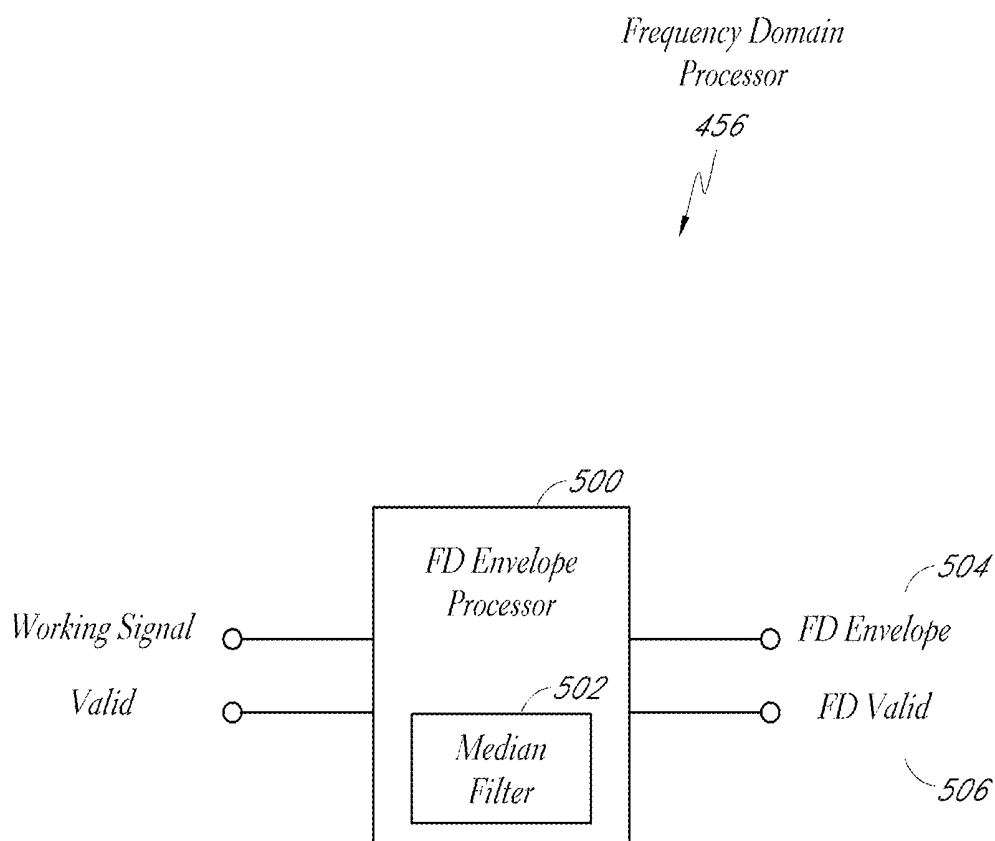 Frequency Domain
Processor
456
500
FD Envelope
Processor
504
Working Signal
FD Envelope
502
Valid
FD Valid
Median
Filter
506